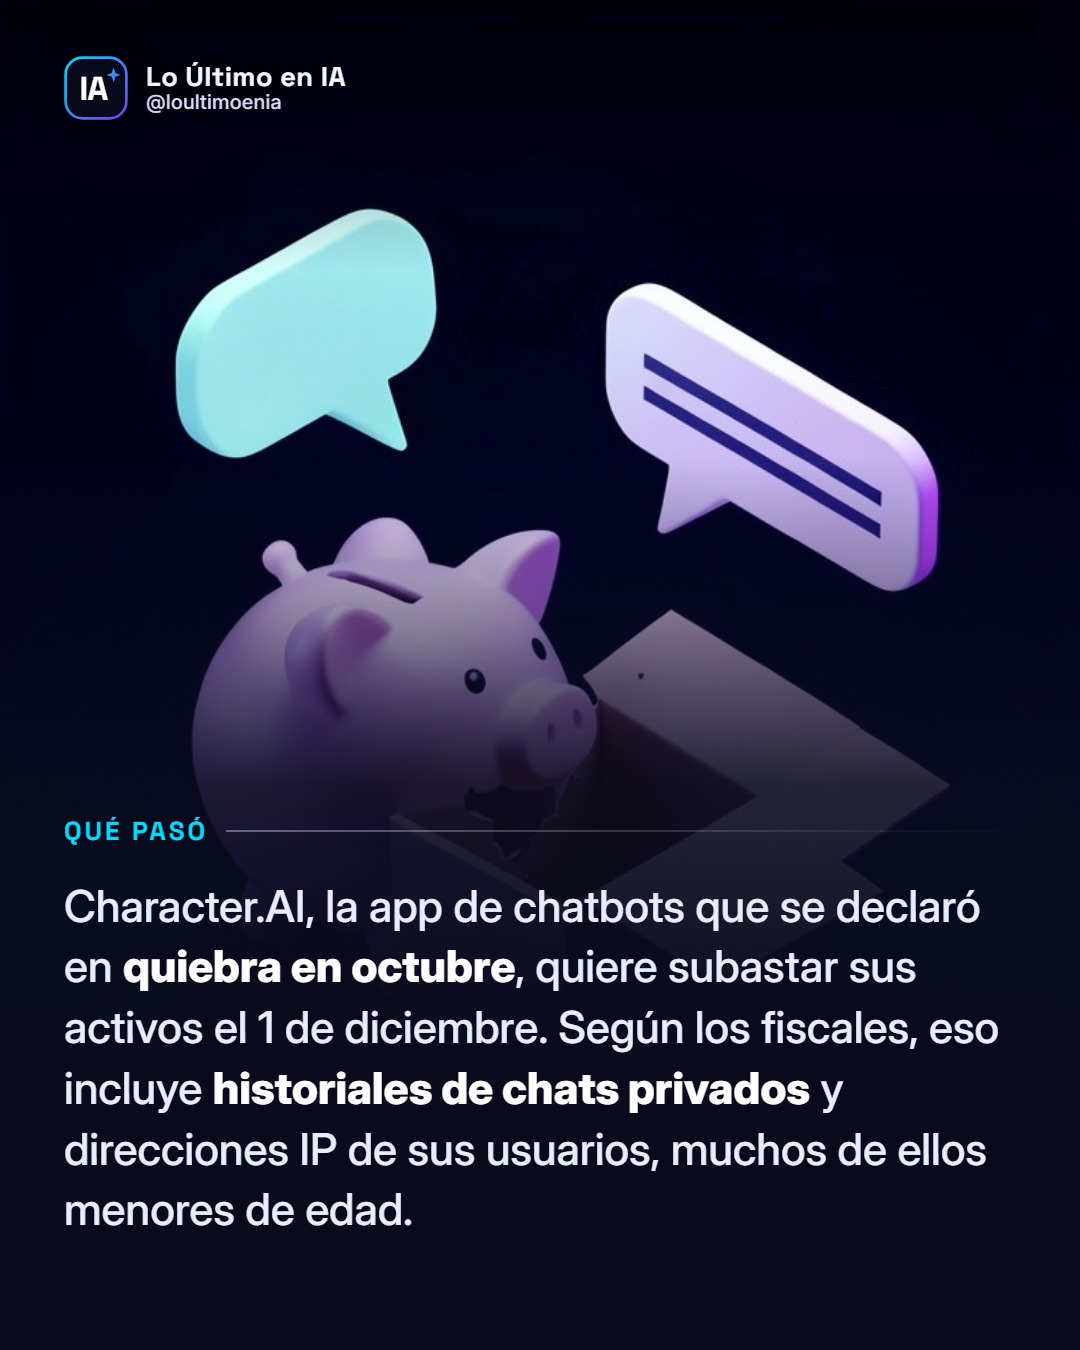 IA
Lo Último en IA
@loultimoenia
QUÉ PASÓ
Character.AI, la app de chatbots que se declaró
en quiebra en octubre, quiere subastar sus
activos el 1 de diciembre. Según los fiscales, eso
incluye historiales de chats privados y
direcciones IP de sus usuarios, muchos de ellos
menores de edad.